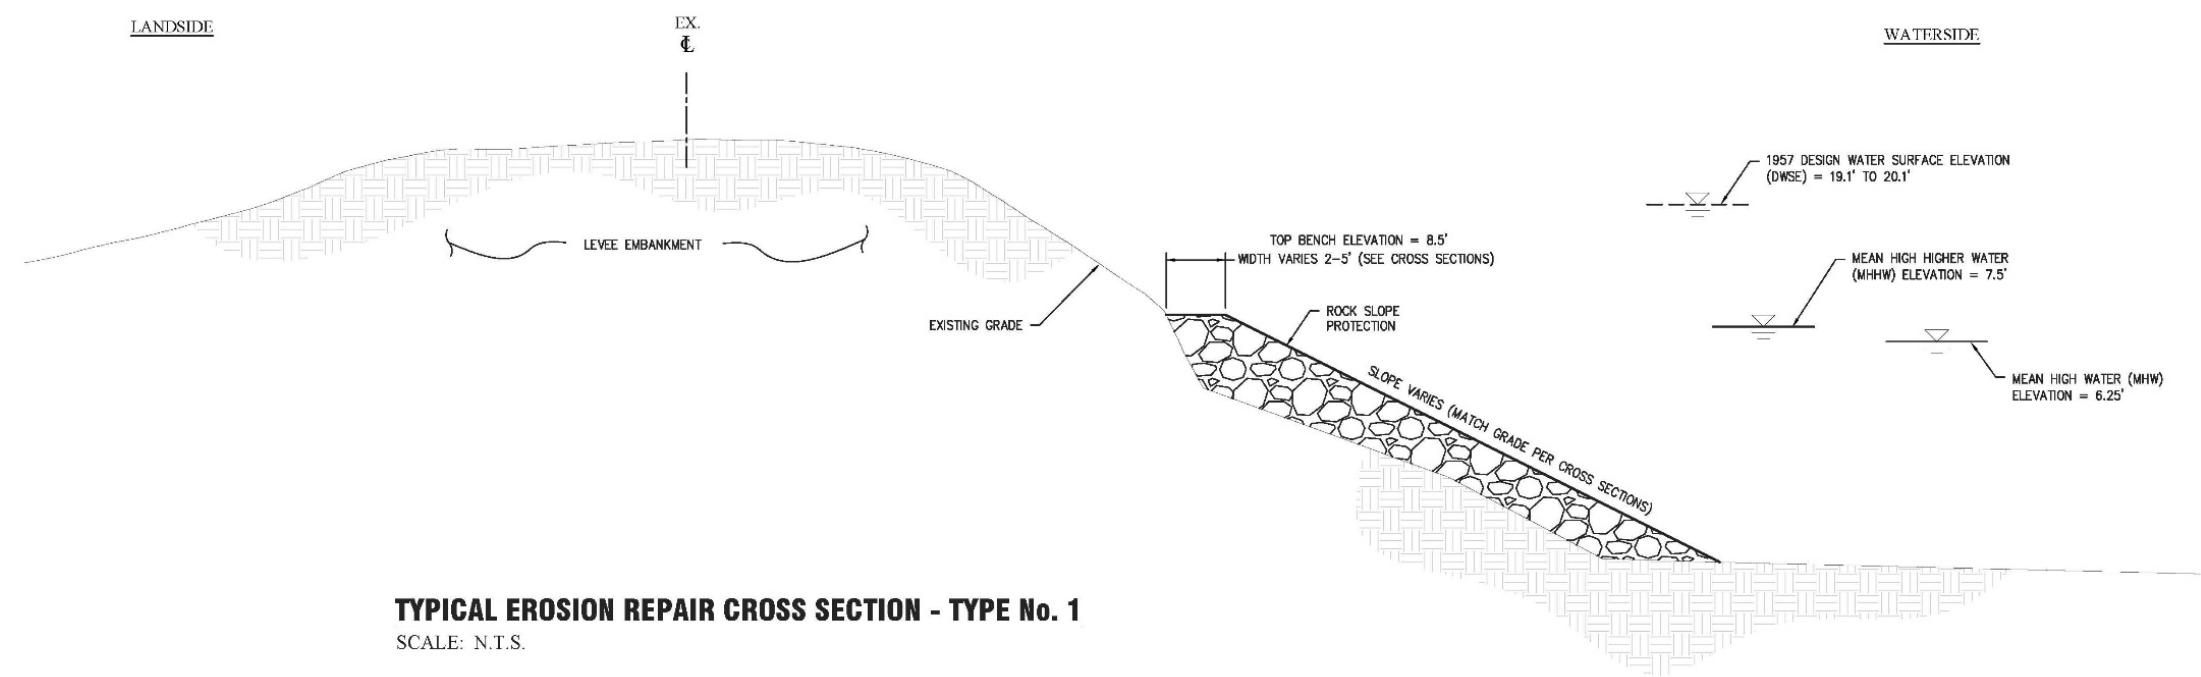 LANDSIDE
EX.
℄
WATERSIDE
1957 DESIGN WATER SURFACE ELEVATION
(DWSE) = 19.1' TO 20.1'
LEVEE EMBANKMENT
TOP BENCH ELEVATION = 8.5'
WIDTH VARIES 2-5' (SEE CROSS SECTIONS)
MEAN HIGH HIGHER WATER
(MHHW) ELEVATION = 7.5'
EXISTING GRADE
ROCK SLOPE
PROTECTION
SLOPE VARIES (MATCH GRADE PER CROSS SECTIONS)
MEAN HIGH WATER (MHW)
ELEVATION = 6.25'
TYPICAL EROSION REPAIR CROSS SECTION - TYPE No. 1
SCALE: N.T.S.